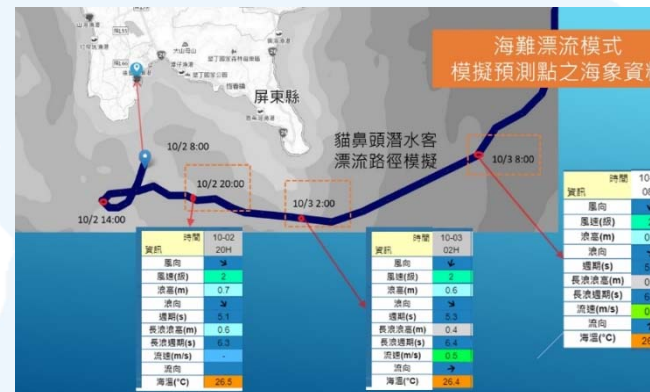 海難漂流模式
模擬預測點之海象資料
屏東縣
10/2 8:00
貓鼻頭潛水客
漂流路徑模擬
10/2 20:00
10/3 2:00
10/3 8:00
10/2 14:00
時間 10-02
資訊 20H
風向
風速(級) 2
浪高(m) 0.7
浪向
週期(s) 5.1
長浪浪高(m) 0.6
長浪週期(s) 6.3
流速(m/s) -
流向
海溫(°C) 26.5
時間 10-03
資訊 02H
風向
風速(級) 2
浪高(m) 0.6
浪向
週期(s) 5.3
長浪浪高(m) 0.4
長浪週期(s) 6.4
流速(m/s) 0.5
流向
海溫(°C) 26.4
時間
資訊
風向
風速(級)
浪高(m)
浪向
週期(s)
長浪浪高(m)
長浪週期(s)
流速(m/s)
流向
海溫(°C)